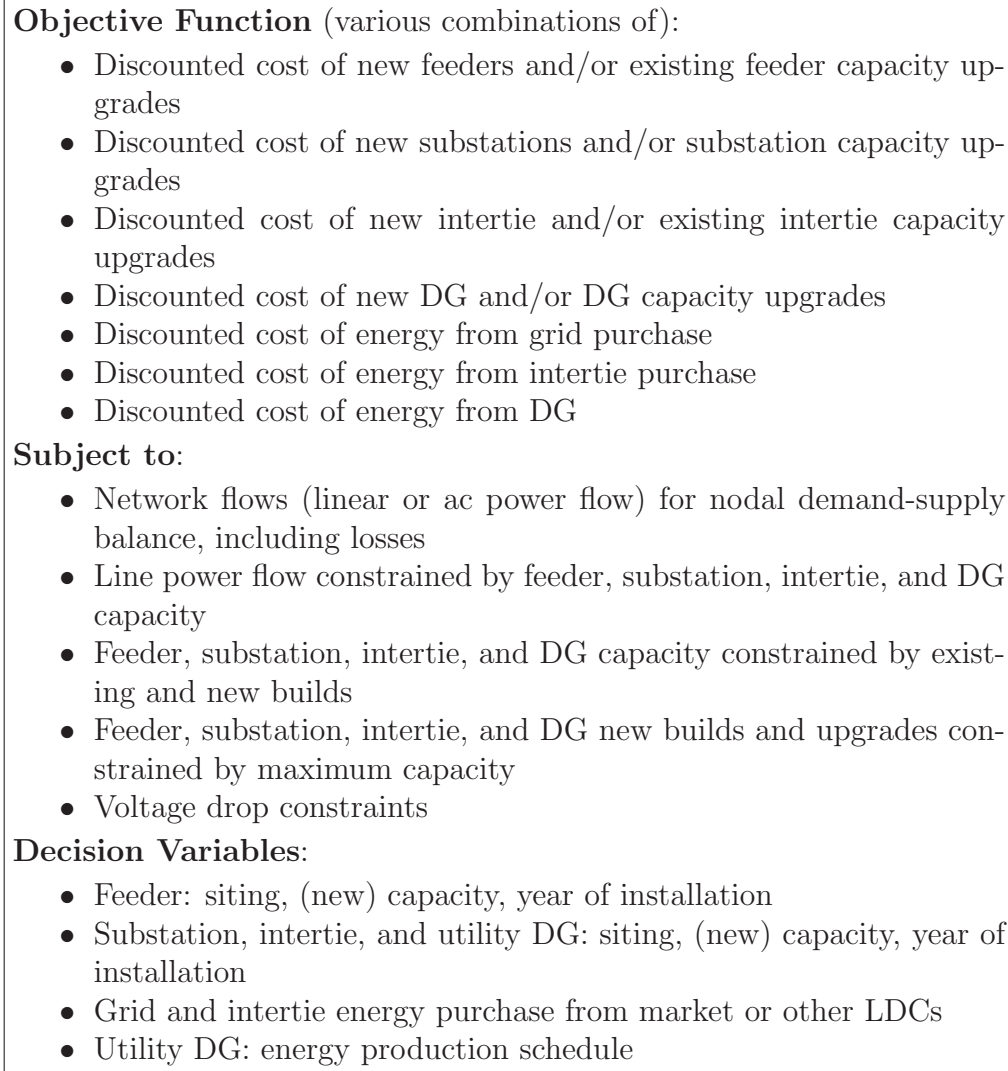 Objective Function (various combinations of):
• Discounted cost of new feeders and/or existing feeder capacity up-
grades
• Discounted cost of new substations and/or substation capacity up-
grades
• Discounted cost of new intertie and/or existing intertie capacity
upgrades
• Discounted cost of new DG and/or DG capacity upgrades
• Discounted cost of energy from grid purchase
• Discounted cost of energy from intertie purchase
• Discounted cost of energy from DG
Subject to:
• Network flows (linear or ac power flow) for nodal demand-supply
balance, including losses
• Line power flow constrained by feeder, substation, intertie, and DG
capacity
• Feeder, substation, intertie, and DG capacity constrained by exist-
ing and new builds
• Feeder, substation, intertie, and DG new builds and upgrades con-
strained by maximum capacity
• Voltage drop constraints
Decision Variables:
• Feeder: siting, (new) capacity, year of installation
• Substation, intertie, and utility DG: siting, (new) capacity, year of
installation
• Grid and intertie energy purchase from market or other LDCs
• Utility DG: energy production schedule